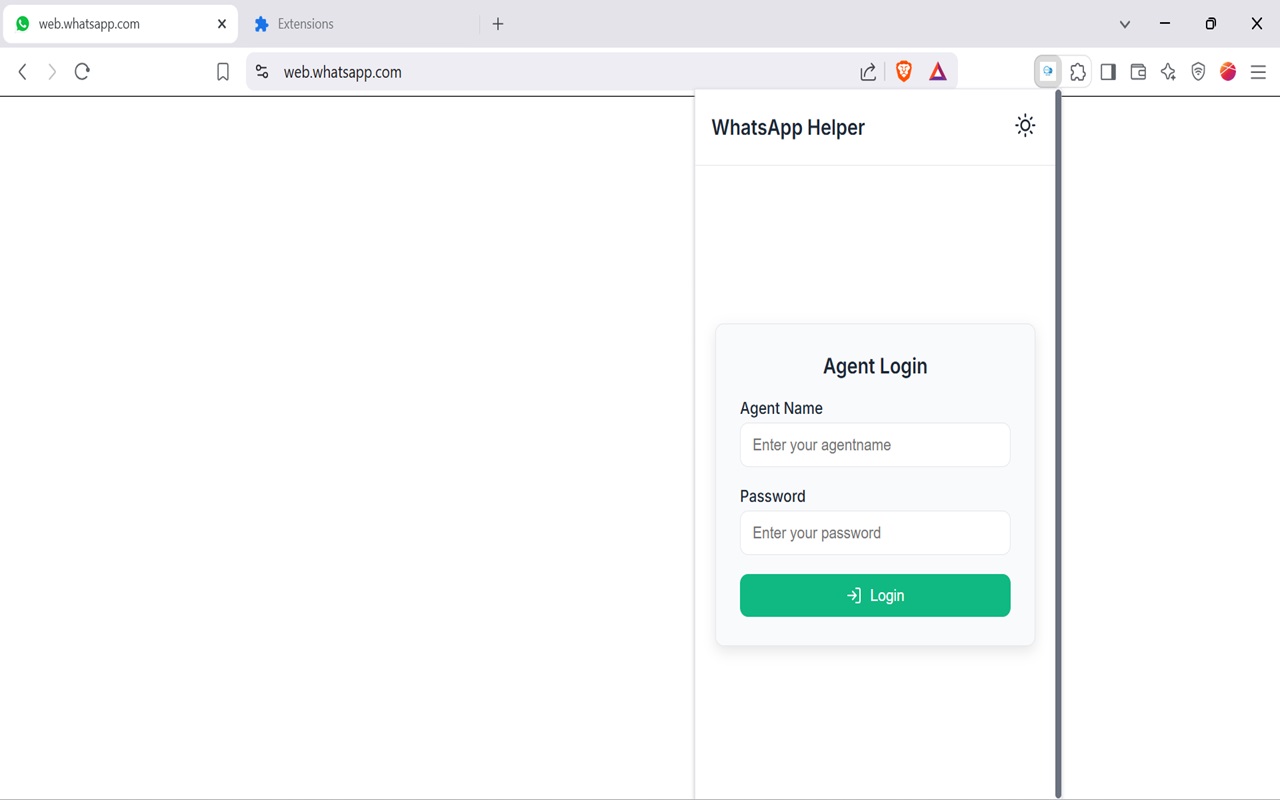 web.whatsapp.com
Extensions
web.whatsapp.com
WhatsApp Helper
Agent Login
Agent Name
Enter your agentname
Password
Enter your password
Login